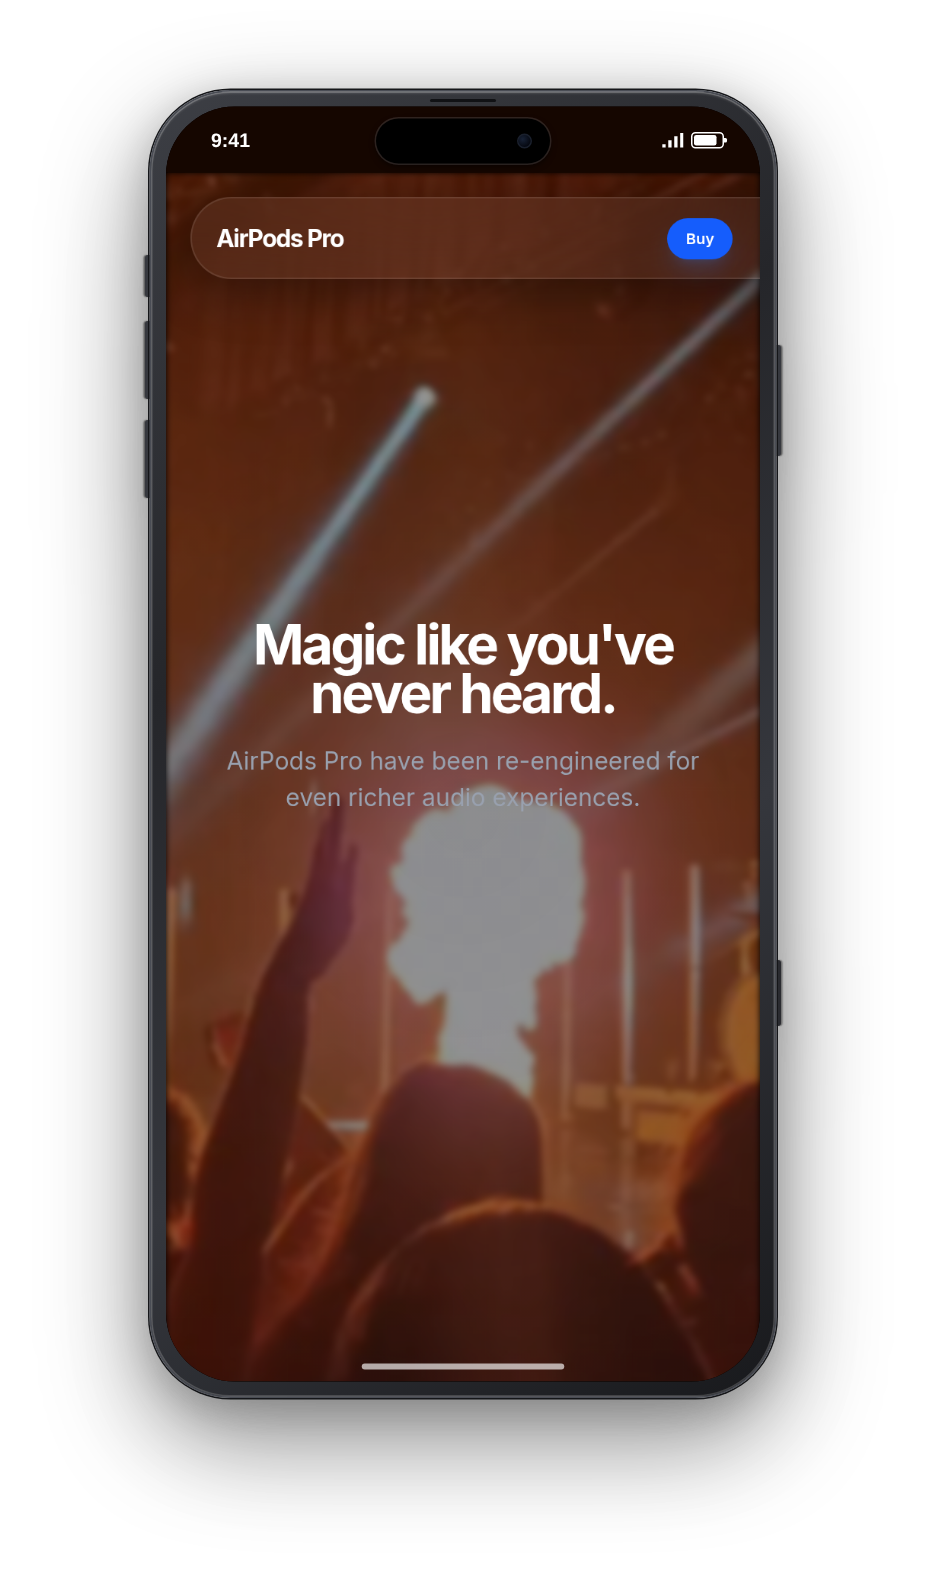 9:41
AirPods Pro
Buy
Magic like you've
never heard.
AirPods Pro have been re-engineered for
even richer audio experiences.